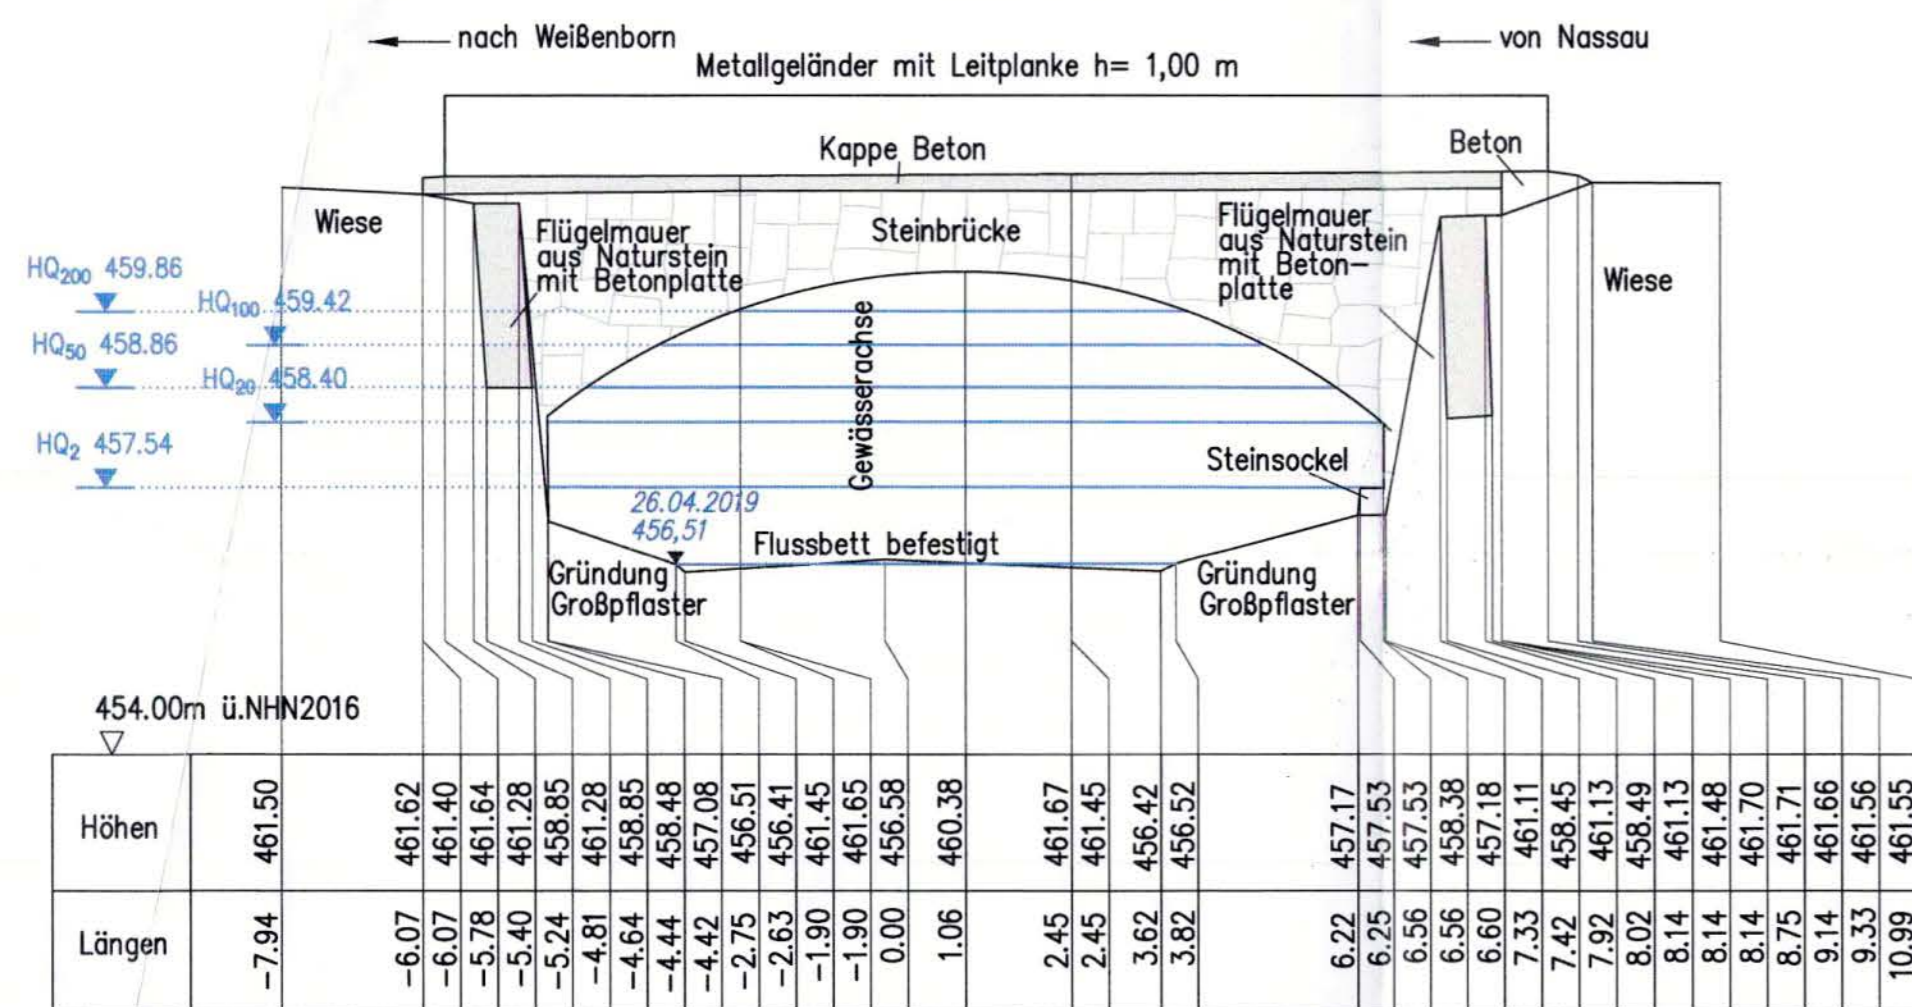 nach Weißenborn
von Nassau
Metallgeländer mit Leitplanke h= 1,00 m
Kappe Beton
Beton
Wiese
Flügelmauer
aus Naturstein
mit Betonplatte
Steinbrücke
Flügelmauer
aus Naturstein
mit Beton-
platte
Wiese
HQ200 459.86
HQ100 459.42
HQ50 458.86
HQ20 458.40
HQ2 457.54
Gewässerachse
Steinsockel
26.04.2019
456,51
Flussbett befestigt
Gründung
Großpflaster
Gründung
Großpflaster
454.00m ü.NHN2016
Höhen 461.50 461.62 461.40 461.64 461.28 458.85 461.28 458.85 458.48 457.08 456.51 456.41 461.45 461.65 456.58 460.38 461.67 461.45 456.42 456.52 457.17 457.53 457.53 458.38 457.18 461.11 458.45 461.13 458.49 461.13 461.48 461.70 461.71 461.66 461.56 461.55
Längen -7.94 -6.07 -6.07 -5.78 -5.40 -5.24 -4.81 -4.64 -4.44 -4.42 -2.75 -2.63 -1.90 -1.90 0.00 1.06 2.45 2.45 3.62 3.82 6.22 6.25 6.56 6.56 6.60 7.33 7.42 7.92 8.02 8.14 8.14 8.14 8.75 9.14 9.33 10.99